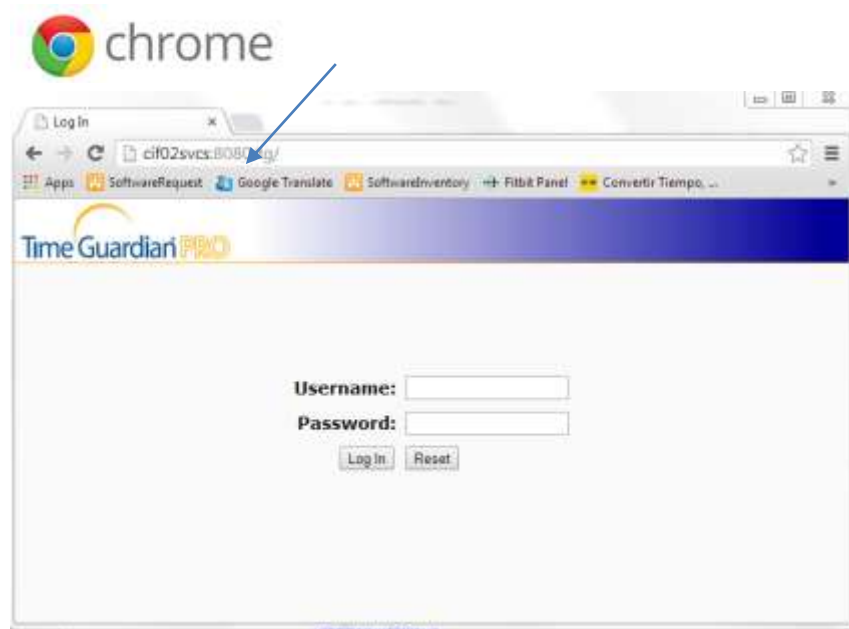 chrome
Log In
cif02svcs:8080/tg/
Apps SoftwareRequest Google Translate SoftwareInventory Fitbit Panel Convertir Tiempo, ...
Time Guardian PRO
Username:
Password:
Log In Reset